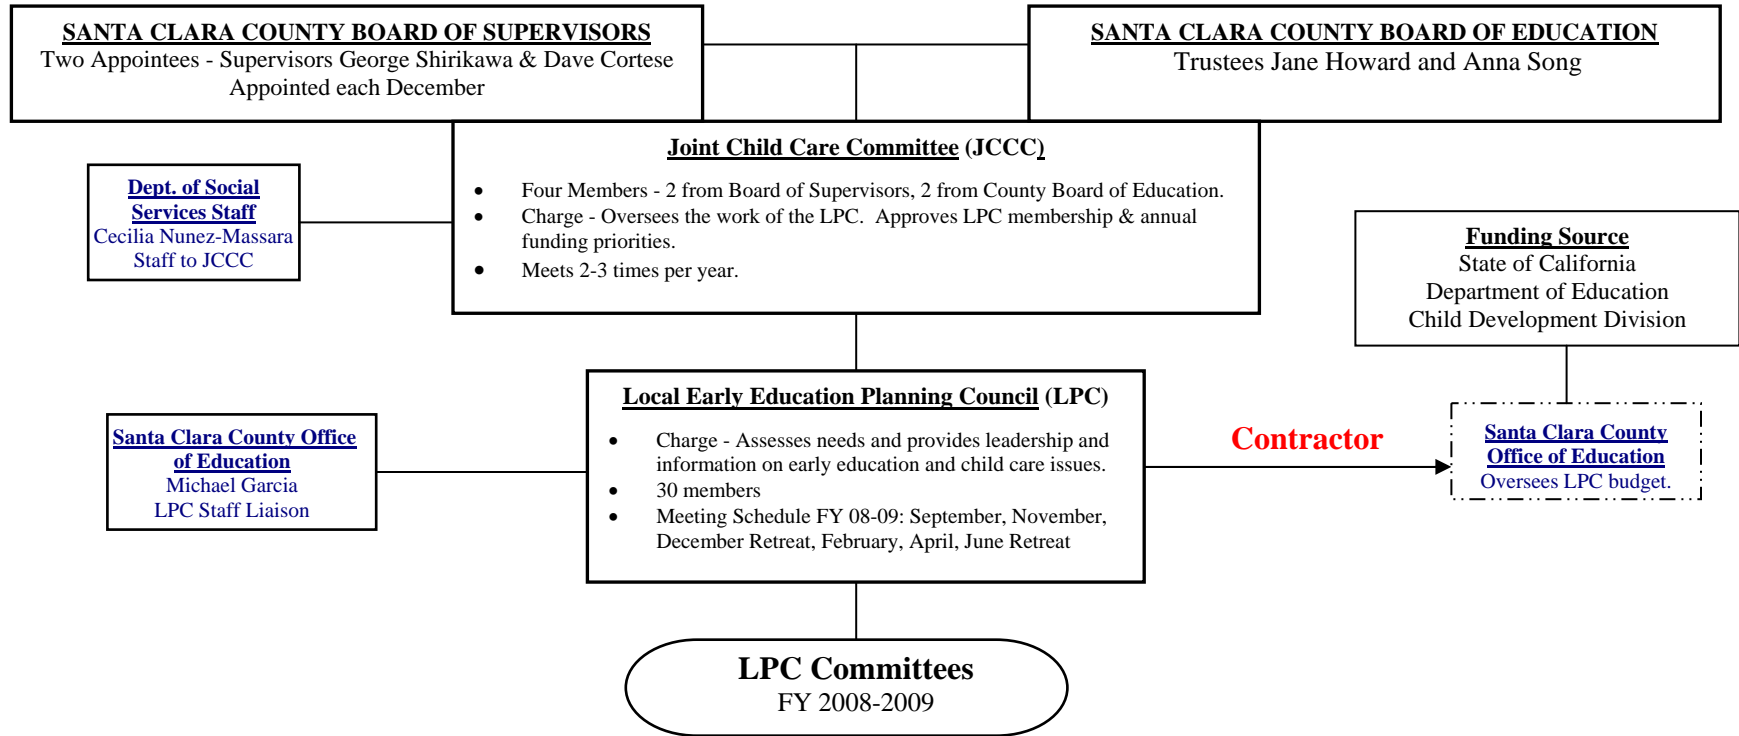 SANTA CLARA COUNTY BOARD OF SUPERVISORS
Two Appointees - Supervisors George Shirikawa & Dave Cortese
Appointed each December
SANTA CLARA COUNTY BOARD OF EDUCATION
Trustees Jane Howard and Anna Song
Joint Child Care Committee (JCCC)
• Four Members - 2 from Board of Supervisors, 2 from County Board of Education.
• Charge - Oversees the work of the LPC. Approves LPC membership & annual
funding priorities.
• Meets 2-3 times per year.
Dept. of Social
Services Staff
Cecilia Nunez-Massara
Staff to JCCC
Funding Source
State of California
Department of Education
Child Development Division
Local Early Education Planning Council (LPC)
• Charge - Assesses needs and provides leadership and
information on early education and child care issues.
• 30 members
• Meeting Schedule FY 08-09: September, November,
December Retreat, February, April, June Retreat
Santa Clara County Office
of Education
Michael Garcia
LPC Staff Liaison
Contractor
Santa Clara County
Office of Education
Oversees LPC budget.
LPC Committees
FY 2008-2009